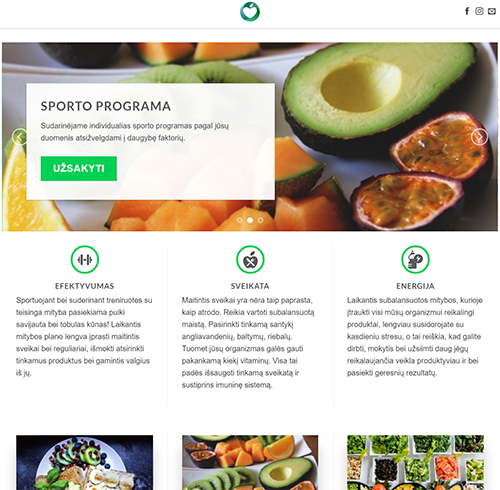 SPORTO PROGRAMA
Sudarinėjame individualias sporto programas pagal jūsų
duomenis atsižvelgdami į daugybę faktorių.
UŽSAKYTI
EFEKTYVUMAS
Sportuojant bei suderinant treniruotes su
teisinga mityba pasiekiama puiki
savijauta bei tobulas kūnas! Laikantis
mitybos plano lengva įprasti maitintis
sveikai bei reguliariai, išmokti atsirinkti
tinkamus produktus bei gamintis valgius
iš jų.
SVEIKATA
Maitintis sveikai yra nėra taip paprasta,
kaip atrodo. Reikia vartoti subalansuotą
maistą. Pasirinkti tinkamą santykį
angliavandenių, baltymų, riebalų.
Tuomet jūsų organizmas galės gauti
pakankamą kiekį vitaminų. Visa tai
padės išsaugoti tinkamą sveikatą ir
sustiprins imuninę sistemą.
ENERGIJA
Laikantis subalansuotos mitybos, kurioje
įtraukti visi mūsų organizmui reikalingi
produktai, lengviau susidorojate su
kasdieniu stresu, o tai reiškia, kad galite
dirbti, mokytis bei užsiimti daug jėgų
reikalaujančia veikla produktyviau ir bei
pasiekti geresnių rezultatų.